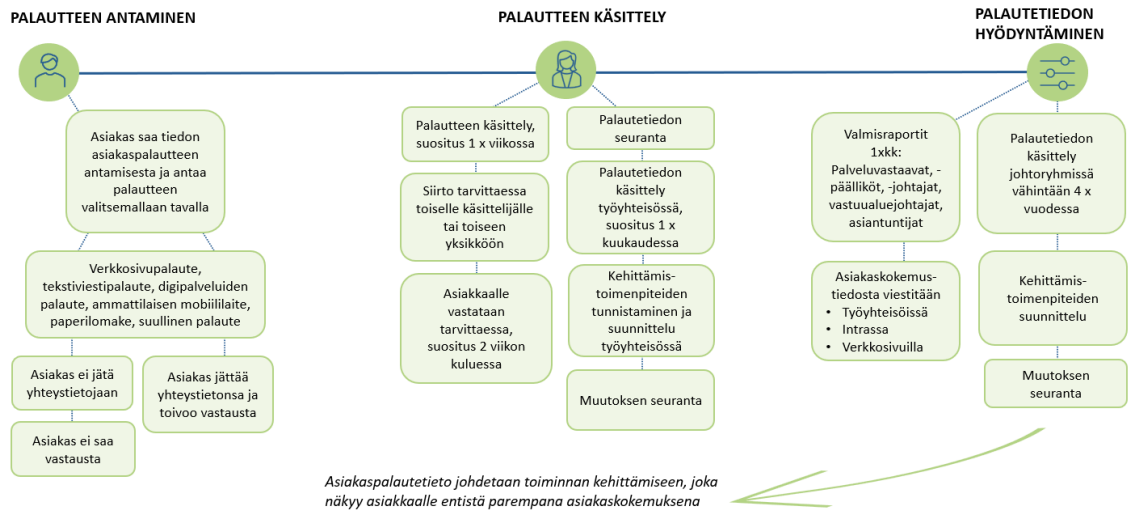 PALAUTTEEN ANTAMINEN
Asiakas saa tiedon
asiakaspalautteen
antamisesta ja antaa
palautteen
valitsemallaan tavalla
Verkkosivupalaute,
tekstiviestipalaute, digipalveluiden
palaute, ammattilaisen mobiililaite,
paperilomake, suullinen palaute
Asiakas ei jätä
yhteystietojaan
Asiakas ei saa
vastausta
Asiakas jättää
yhteystietonsa ja
toivoo vastausta
PALAUTTEEN KÄSITTELY
Palautteen käsittely,
suositus 1 x viikossa
Siirto tarvittaessa
toiselle käsittelijälle
tai toiseen
yksikköön
Asiakkaalle
vastataan
tarvittaessa,
suositus 2 viikon
kuluessa
Palautetiedon
seuranta
Palautetiedon
käsittely
työyhteisössä,
suositus 1 x
kuukaudessa
Kehittämis-
toimenpiteiden
tunnistaminen ja
suunnittelu
työyhteisössä
Muutoksen seuranta
PALAUTETIEDON
HYÖDYNTÄMINEN
Valmisraportit
1xkk:
Palveluvastaavat, -
päälliköt, -johtajat,
vastuualuejohtajat,
asiantuntijat
Asiakaskokemus-
tiedosta viestitään
• Työyhteisöissä
• Intrassa
• Verkkosivuilla
Palautetiedon
käsittely
johtoryhmissä
vähintään 4 x
vuodessa
Kehittämis-
toimenpiteiden
suunnittelu
Muutoksen
seuranta
Asiakaspalautetieto johdetaan toiminnan kehittämiseen, joka
näkyy asiakkaalle entistä parempana asiakaskokemuksena